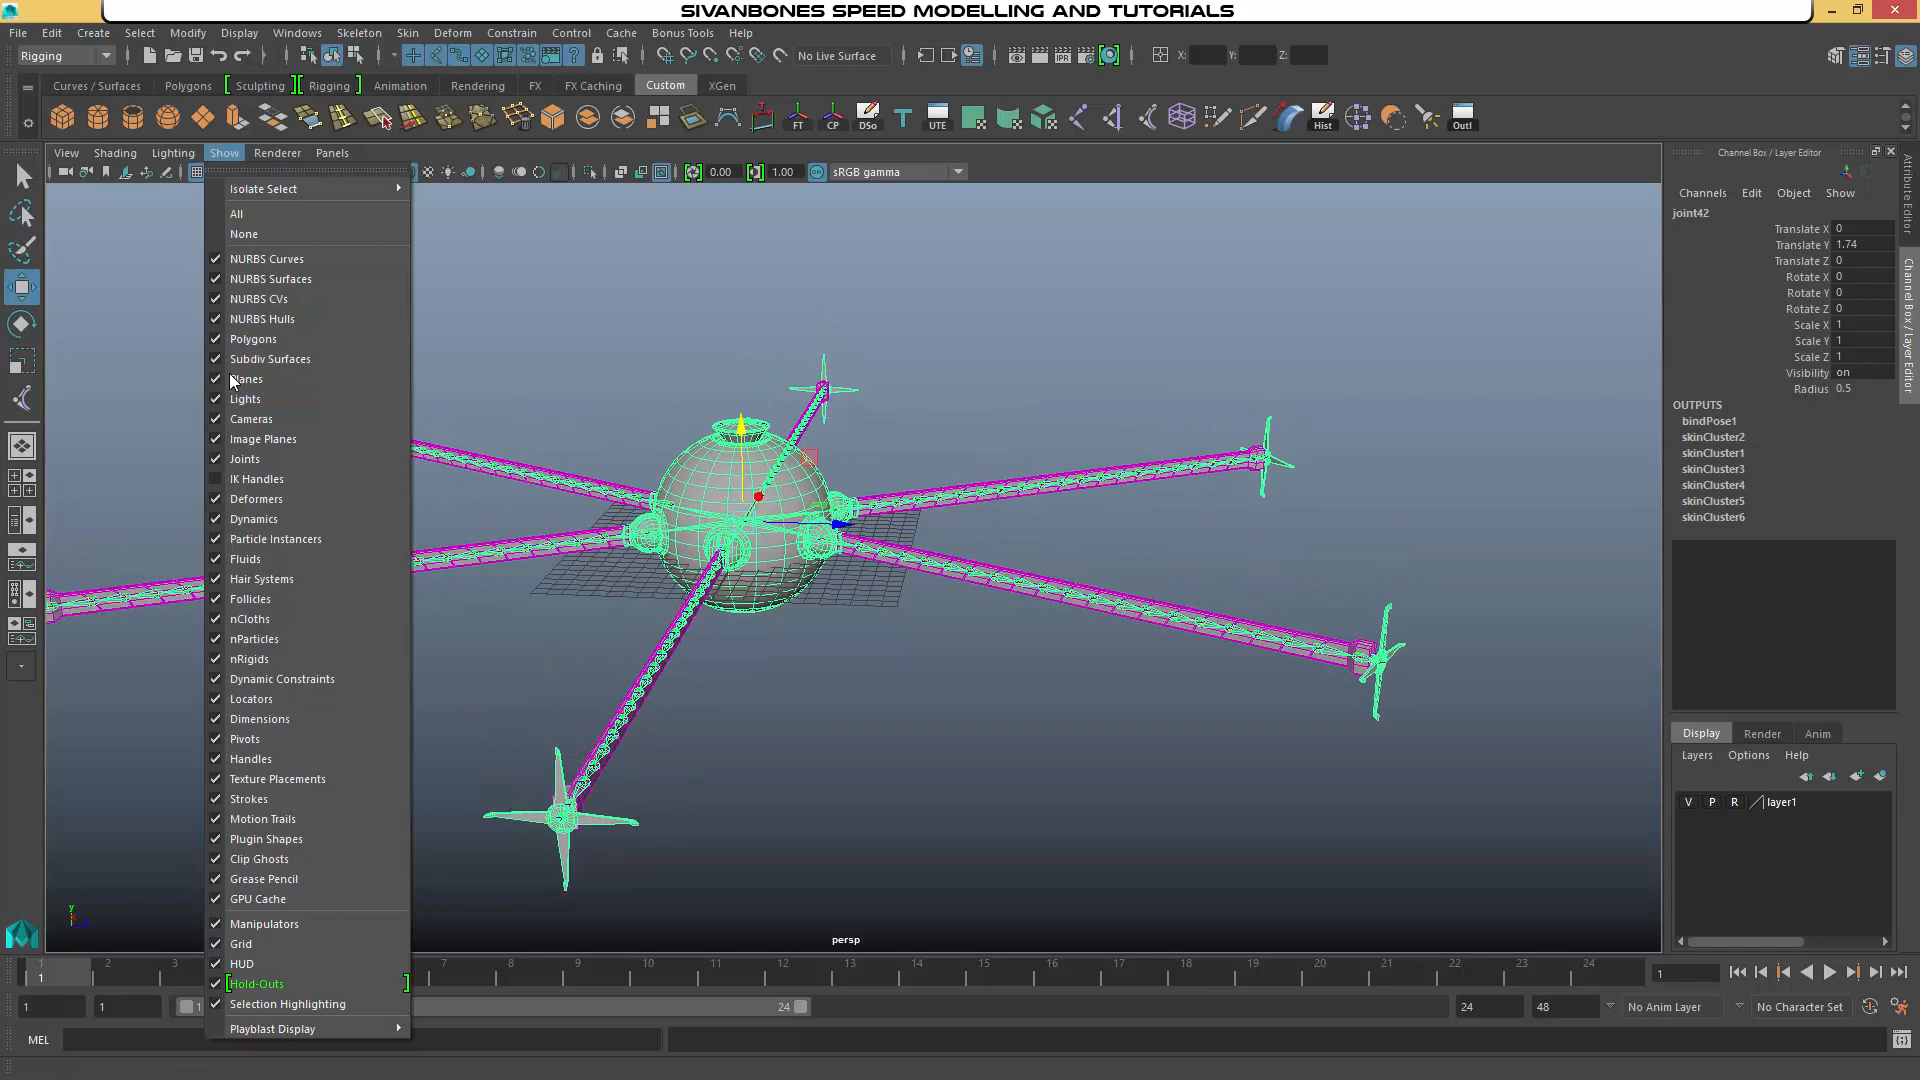 SIVANBONES SPEED MODELLING AND TUTORIALS
File Edit Create Select Modify Display Windows Skeleton Skin Deform Constrain Control Cache Bonus Tools Help
Rigging No Live Surface X: Y: Z:
Curves / Surfaces Polygons Sculpting Rigging Animation Rendering FX FX Caching Custom XGen
FT CP DSo UTE Hist Outl
View Shading Lighting Show Renderer Panels
0.00 1.00 sRGB gamma
Isolate Select
All
None
NURBS Curves
NURBS Surfaces
NURBS CVs
NURBS Hulls
Polygons
Subdiv Surfaces
lanes
Lights
Cameras
Image Planes
Joints
IK Handles
Deformers
Dynamics
Particle Instancers
Fluids
Hair Systems
Follicles
nCloths
nParticles
nRigids
Dynamic Constraints
Locators
Dimensions
Pivots
Handles
Texture Placements
Strokes
Motion Trails
Plugin Shapes
Clip Ghosts
Grease Pencil
GPU Cache
Manipulators
Grid
HUD
Hold-Outs
Selection Highlighting
Playblast Display
y
persp
Channel Box / Layer Editor
Channels Edit Object Show
joint42
Translate X 0
Translate Y 1.74
Translate Z 0
Rotate X 0
Rotate Y 0
Rotate Z 0
Scale X 1
Scale Y 1
Scale Z 1
Visibility on
Radius 0.5
OUTPUTS
bindPose1
skinCluster2
skinCluster1
skinCluster3
skinCluster4
skinCluster5
skinCluster6
Attribute Editor
Channel Box / Layer Editor
Display Render Anim
Layers Options Help
V P R layer1
1 2 3 7 8 9 10 11 12 13 14 15 16 17 18 19 20 21 22 23 24
1 1
1 1 1 24 24 48 No Anim Layer No Character Set
MEL